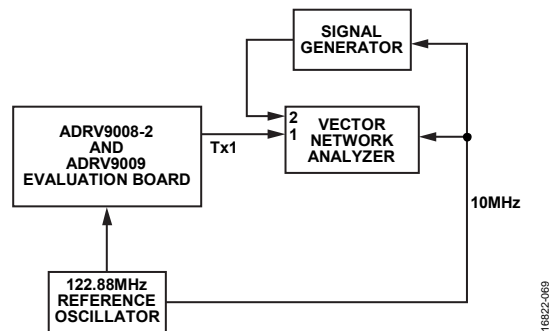 SIGNAL
GENERATOR
2
1
VECTOR
NETWORK
ANALYZER
ADRV9008-2
AND
ADRV9009
EVALUATION BOARD
Tx1
10MHz
122.88MHz
REFERENCE
OSCILLATOR
16822-069